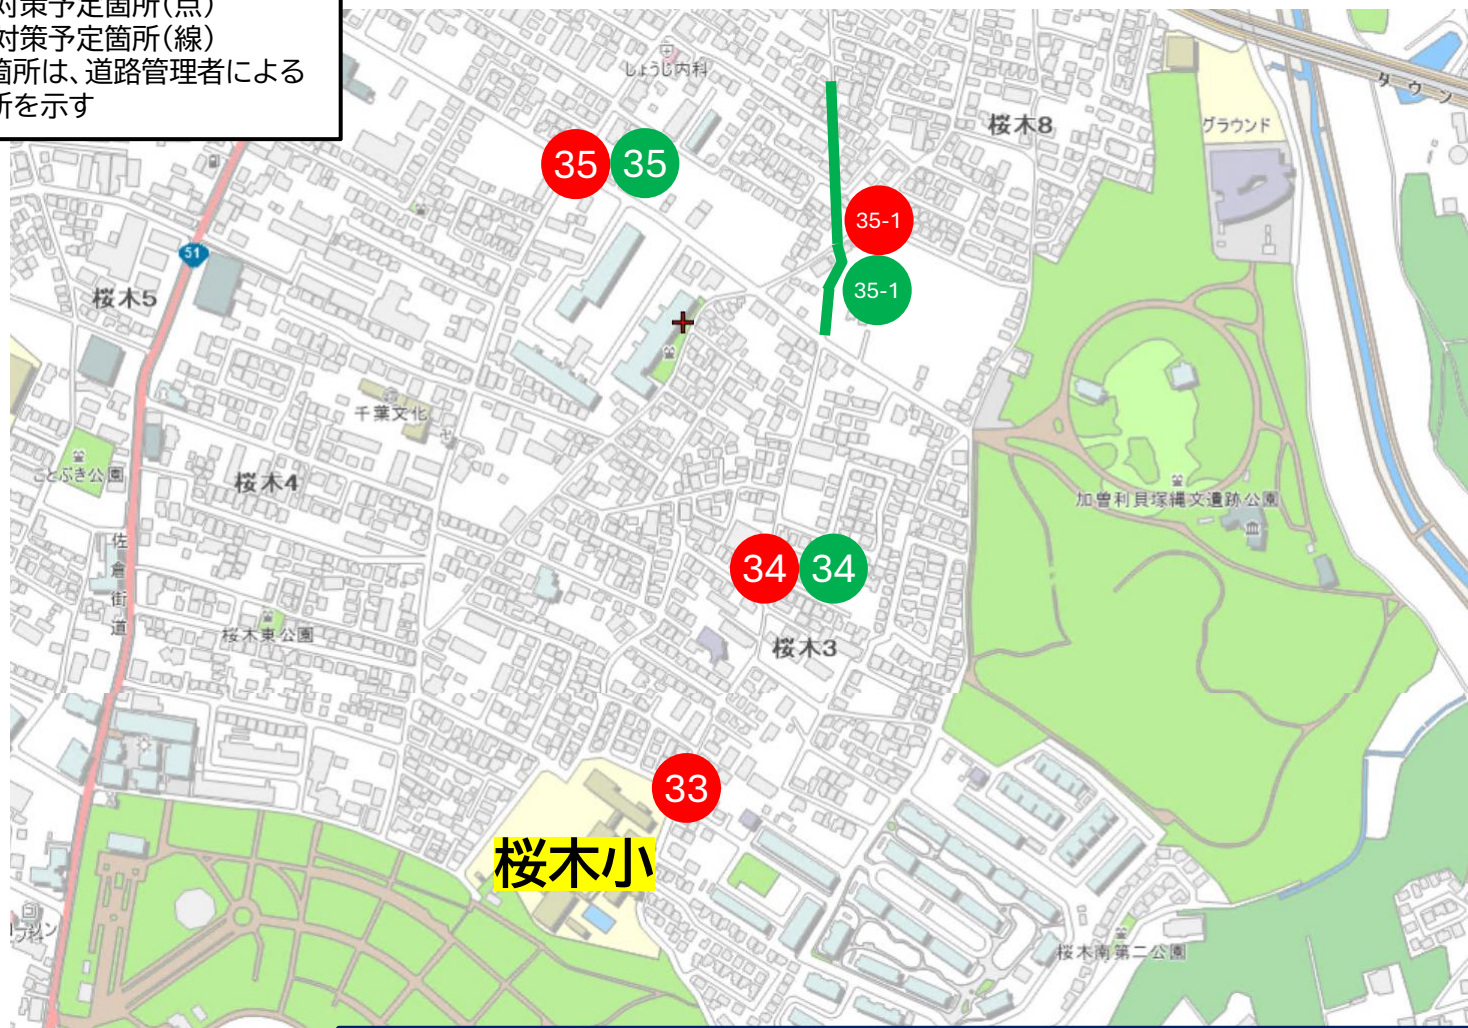 対策予定箇所(点)
対策予定箇所(線)
箇所は、道路管理者による
所を示す
しょうじ内科
桜木8
グラウンド
タウン
35
35
35-1
35-1
51
桜木5
千葉文化
ことぶき公園
桜木4
加曽利貝塚縄文遺跡公園
佐倉街道
34
34
桜木東公園
桜木3
33
桜木小
桜木南第二公園